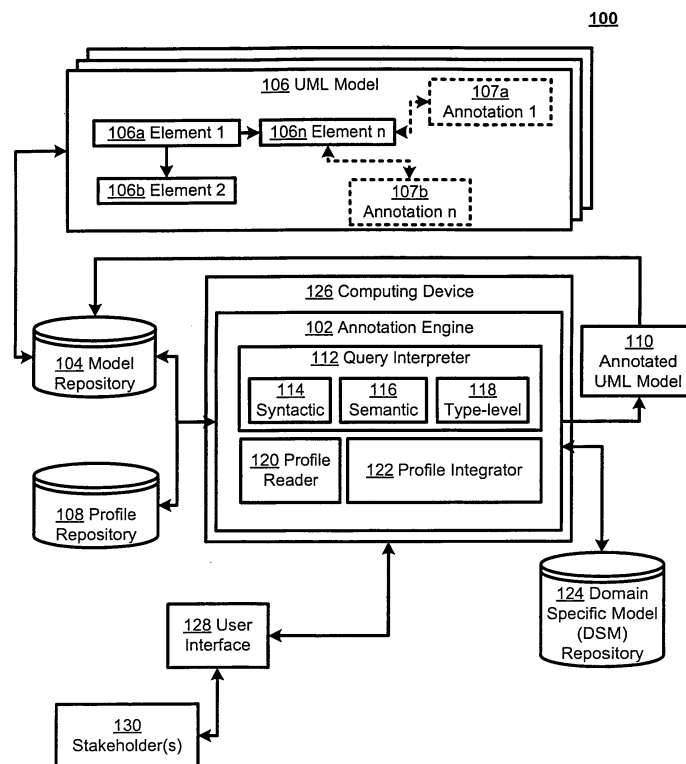 100
106 UML Model
107a
Annotation 1
106a Element 1
106n Element n
106b Element 2
107b
Annotation n
126 Computing Device
102 Annotation Engine
112 Query Interpreter
114
Syntactic
116
Semantic
118
Type-level
120 Profile
Reader
122 Profile Integrator
104 Model
Repository
108 Profile
Repository
110
Annotated
UML Model
124 Domain
Specific Model
(DSM)
Repository
128 User
Interface
130
Stakeholder(s)